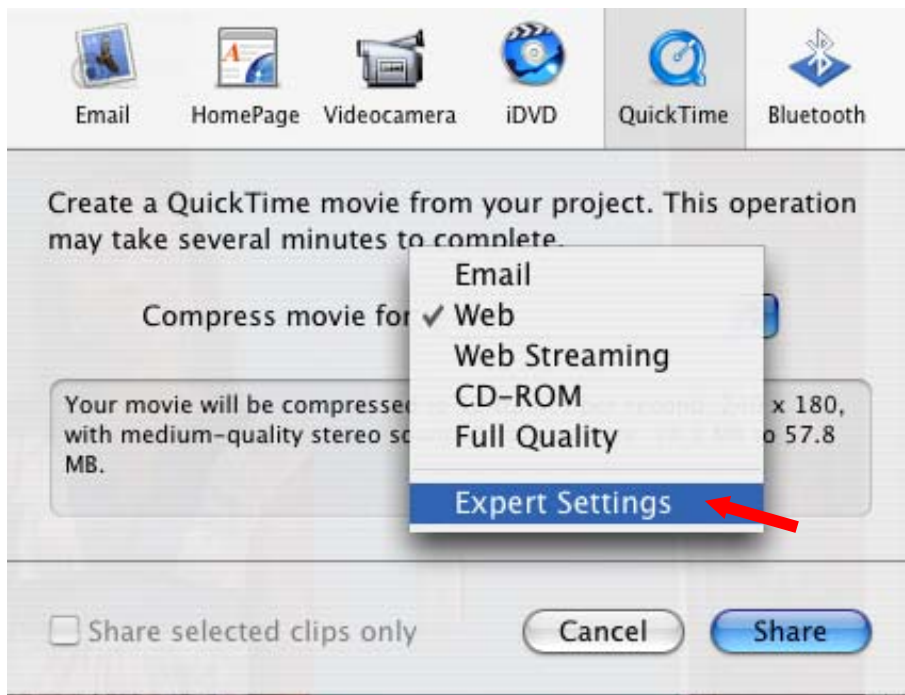 Email HomePage Videocamera iDVD QuickTime Bluetooth
Create a QuickTime movie from your project. This operation
may take several minutes to complete.
Compress movie for
Email
✓ Web
Web Streaming
CD-ROM
Full Quality
Expert Settings
Your movie will be compressed x 180,
with medium-quality stereo to 57.8
MB.
Share selected clips only
Cancel
Share